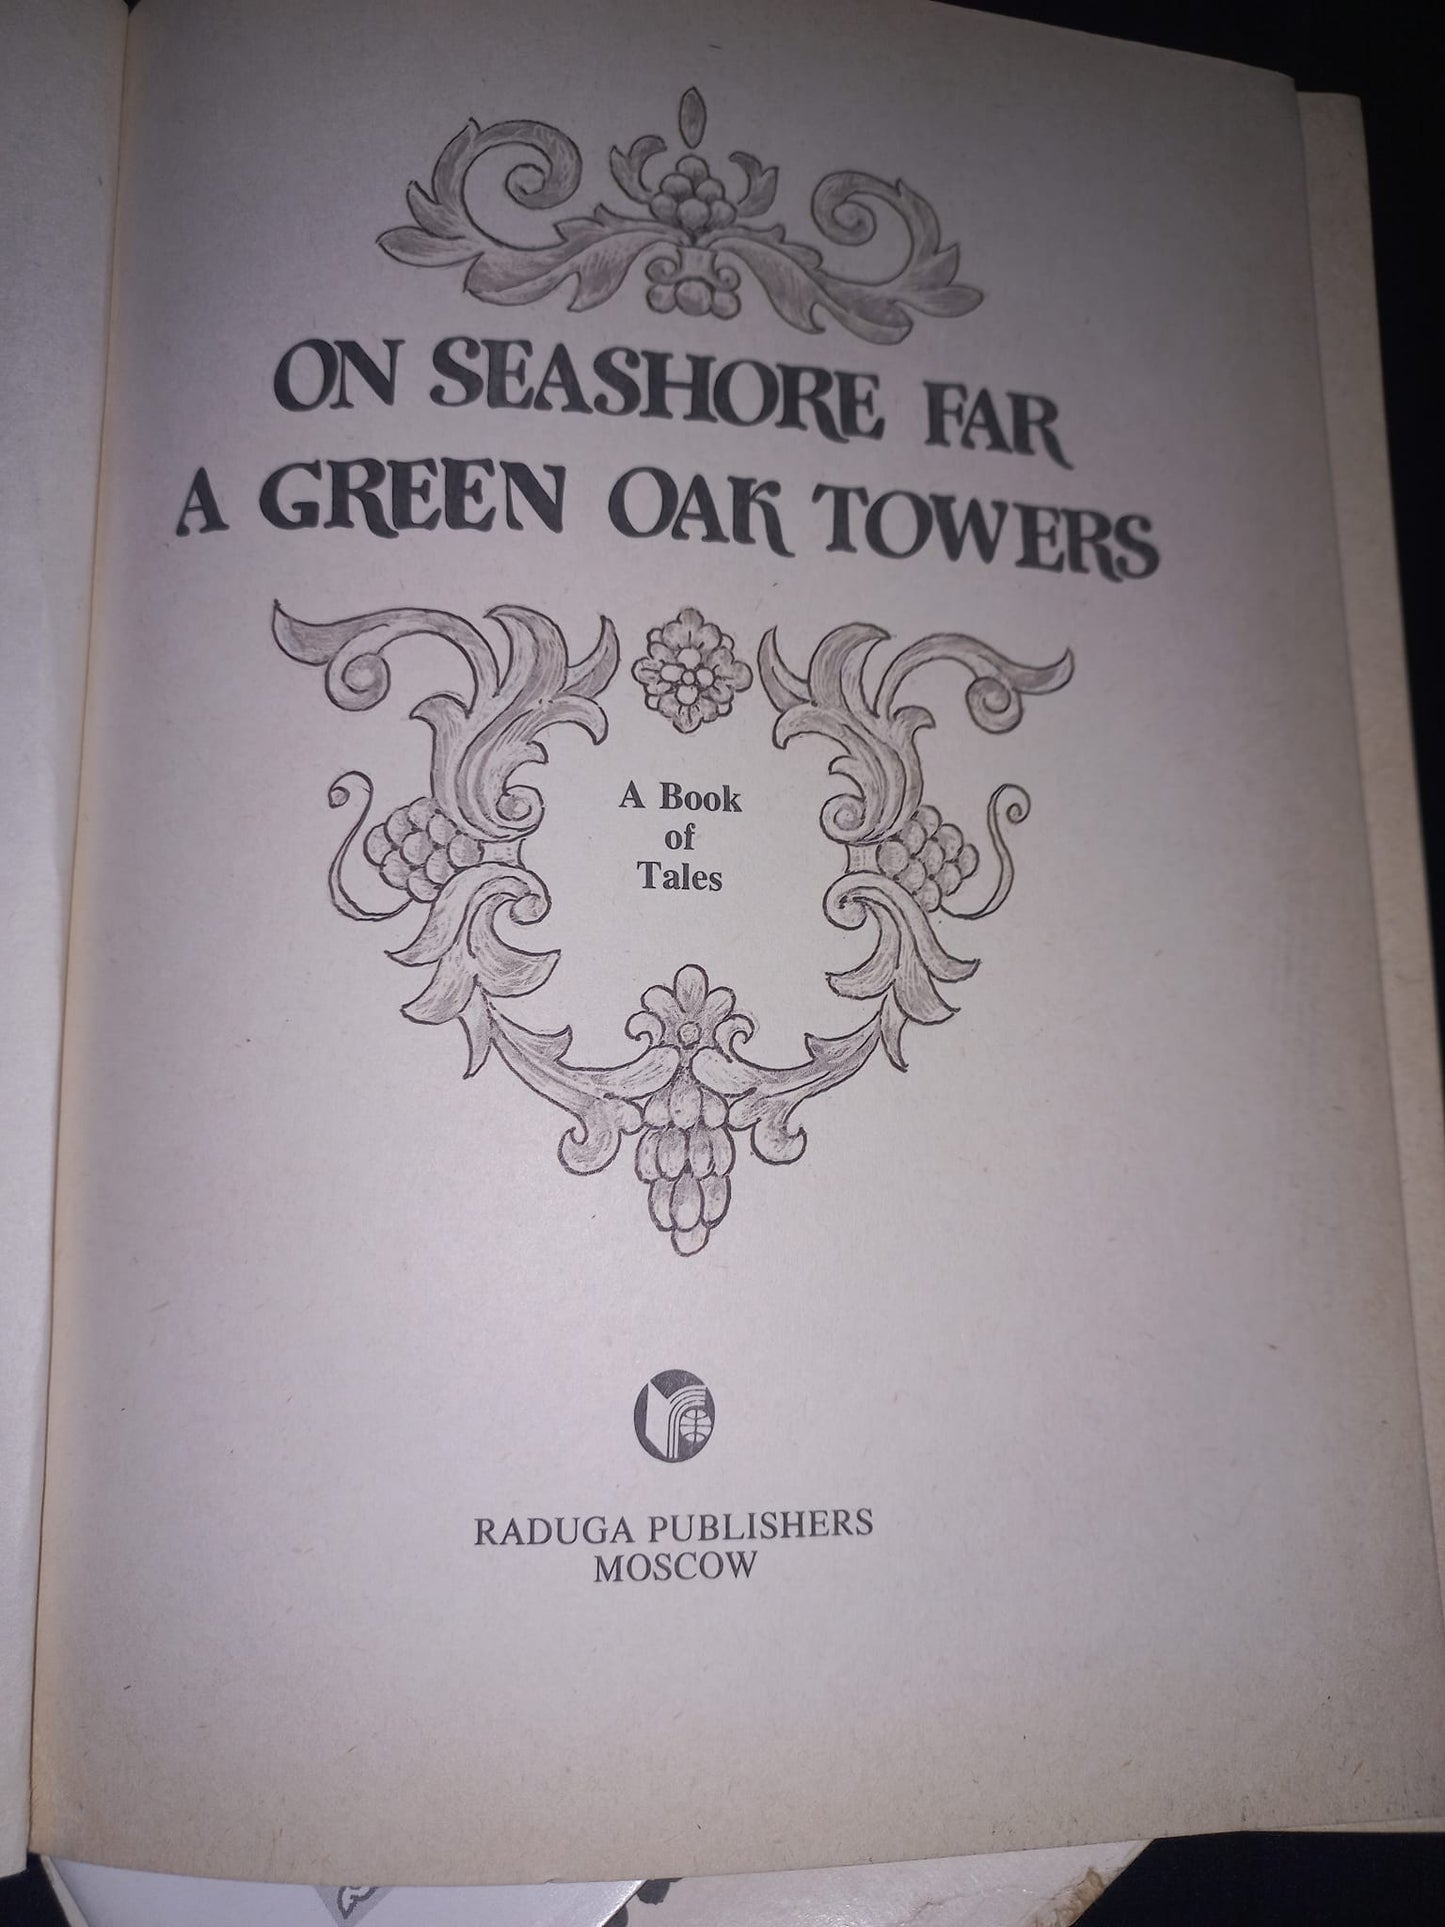 ON SEASHORE FAR
A GREEN OAK TOWERS
A Book
of
Tales
RADUGA PUBLISHERS
MOSCOW